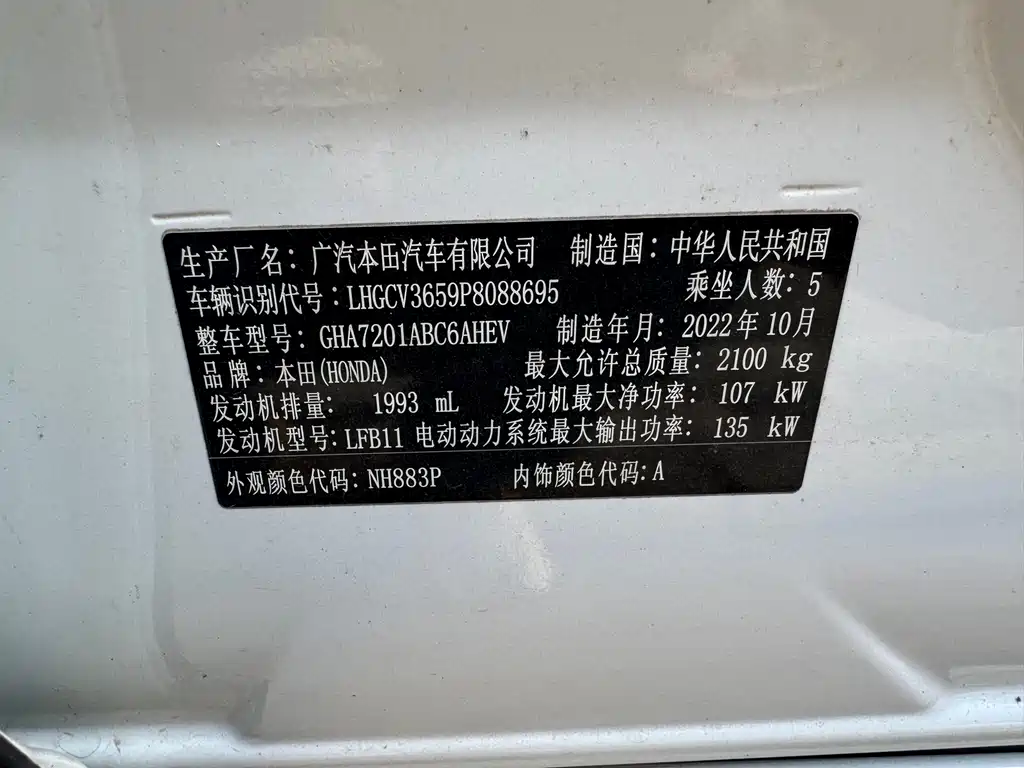 生产厂名：广汽本田汽车有限公司 制造国：中华人民共和国
车辆识别代号：LHGCV3659P8088695 乘坐人数：5
整车型号：GHA7201ABC6AHEV 制造年月：2022年10月
品牌：本田(HONDA) 最大允许总质量：2100 kg
发动机排量： 1993 mL 发动机最大净功率： 107 kW
发动机型号：LFB11 电动动力系统最大输出功率： 135 kW
外观颜色代码：NH883P 内饰颜色代码：A